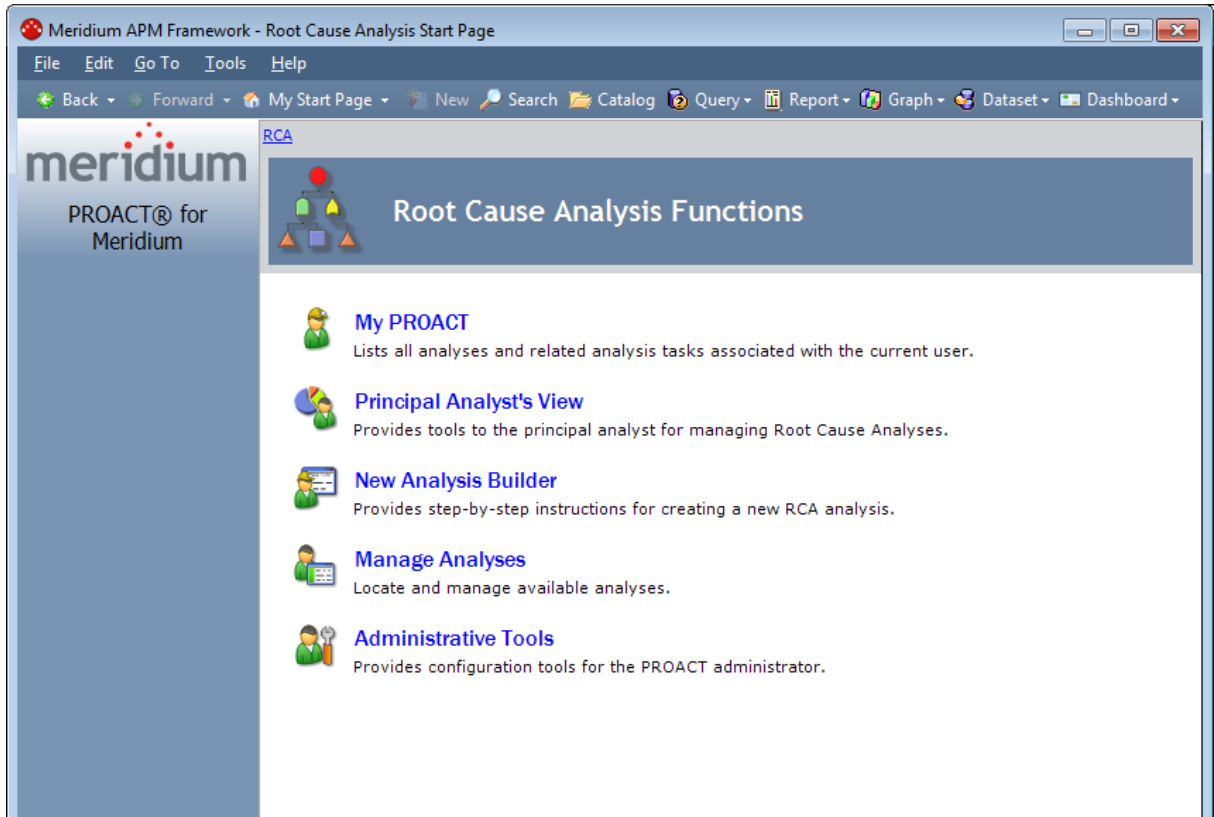 Meridium APM Framework - Root Cause Analysis Start Page
File Edit Go To Tools Help
Back Forward My Start Page New Search Catalog Query Report Graph Dataset Dashboard
meridium
PROACT® for
Meridium
RCA
Root Cause Analysis Functions
My PROACT
Lists all analyses and related analysis tasks associated with the current user.
Principal Analyst's View
Provides tools to the principal analyst for managing Root Cause Analyses.
New Analysis Builder
Provides step-by-step instructions for creating a new RCA analysis.
Manage Analyses
Locate and manage available analyses.
Administrative Tools
Provides configuration tools for the PROACT administrator.